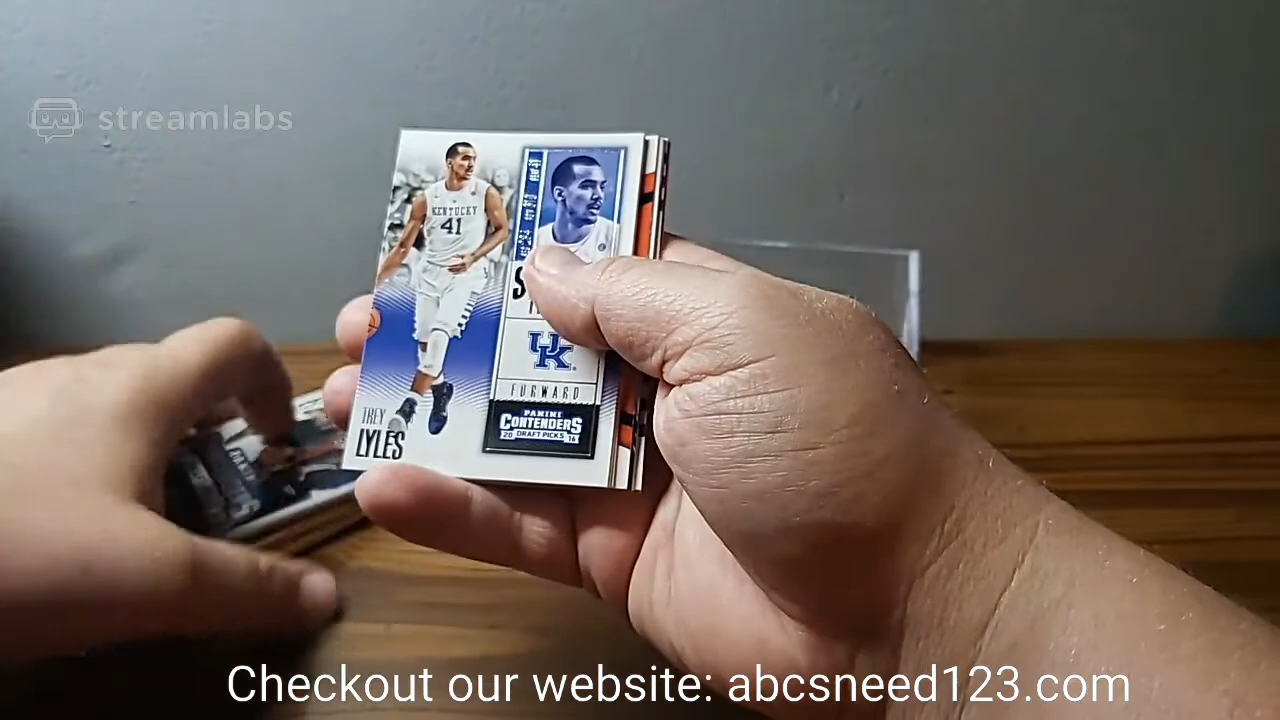 streamlabs
KENTUCKY
41
UK
FORWARD
PANINI
CONTENDERS
20 DRAFT PICKS 16
TREY
LYLES
Checkout our website: abcsneed123.com